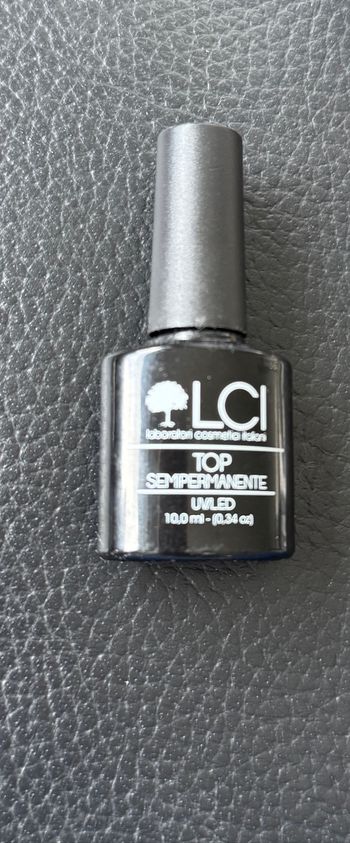 LCI
laboratori cosmetici italiani
TOP
SEMIPERMANENTE
UV/LED
10,0 ml - (0.34 oz)